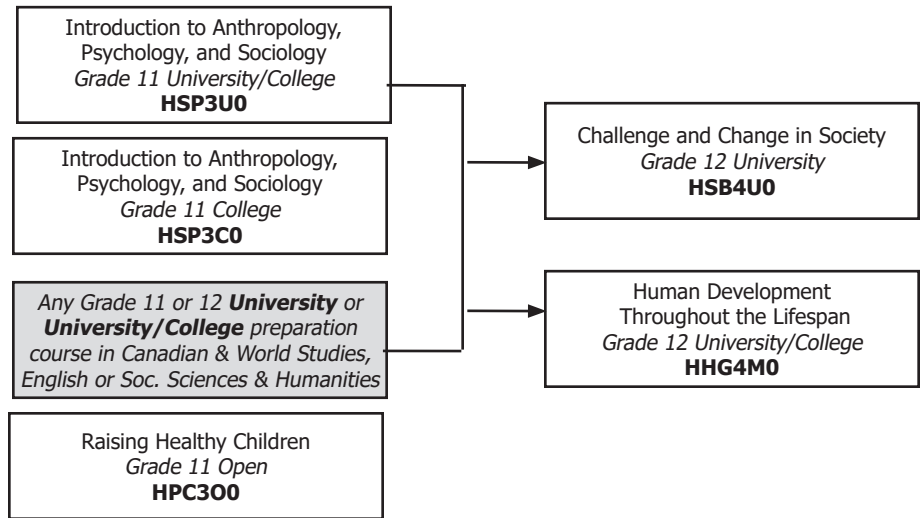 Introduction to Anthropology,
Psychology, and Sociology
Grade 11 University/College
HSP3U0
Introduction to Anthropology,
Psychology, and Sociology
Grade 11 College
HSP3C0
Any Grade 11 or 12 University or
University/College preparation
course in Canadian & World Studies,
English or Soc. Sciences & Humanities
Raising Healthy Children
Grade 11 Open
HPC3O0
Challenge and Change in Society
Grade 12 University
HSB4U0
Human Development
Throughout the Lifespan
Grade 12 University/College
HHG4M0